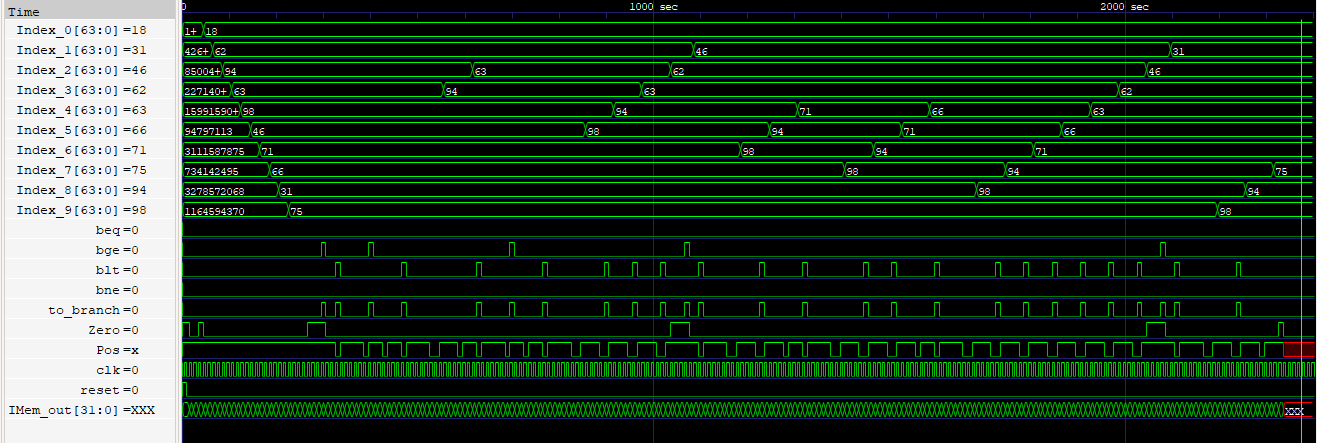 Time 0 1000 sec 2000 sec
Index_0[63:0]=18 1+ 18
Index_1[63:0]=31 426+ 62 46 31
Index_2[63:0]=46 85004+ 94 63 62 46
Index_3[63:0]=62 227140+ 63 94 63 62
Index_4[63:0]=63 15991590+ 98 94 71 66 63
Index_5[63:0]=66 94797113 46 98 94 71 66
Index_6[63:0]=71 3111587875 71 98 94 71
Index_7[63:0]=75 734142495 66 98 94 75
Index_8[63:0]=94 3278572068 31 98 94
Index_9[63:0]=98 1164594370 75 98
beq=0
bge=0
blt=0
bne=0
to_branch=0
Zero=0
Pos=x
clk=0
reset=0
IMem_out[31:0]=XXX XXX